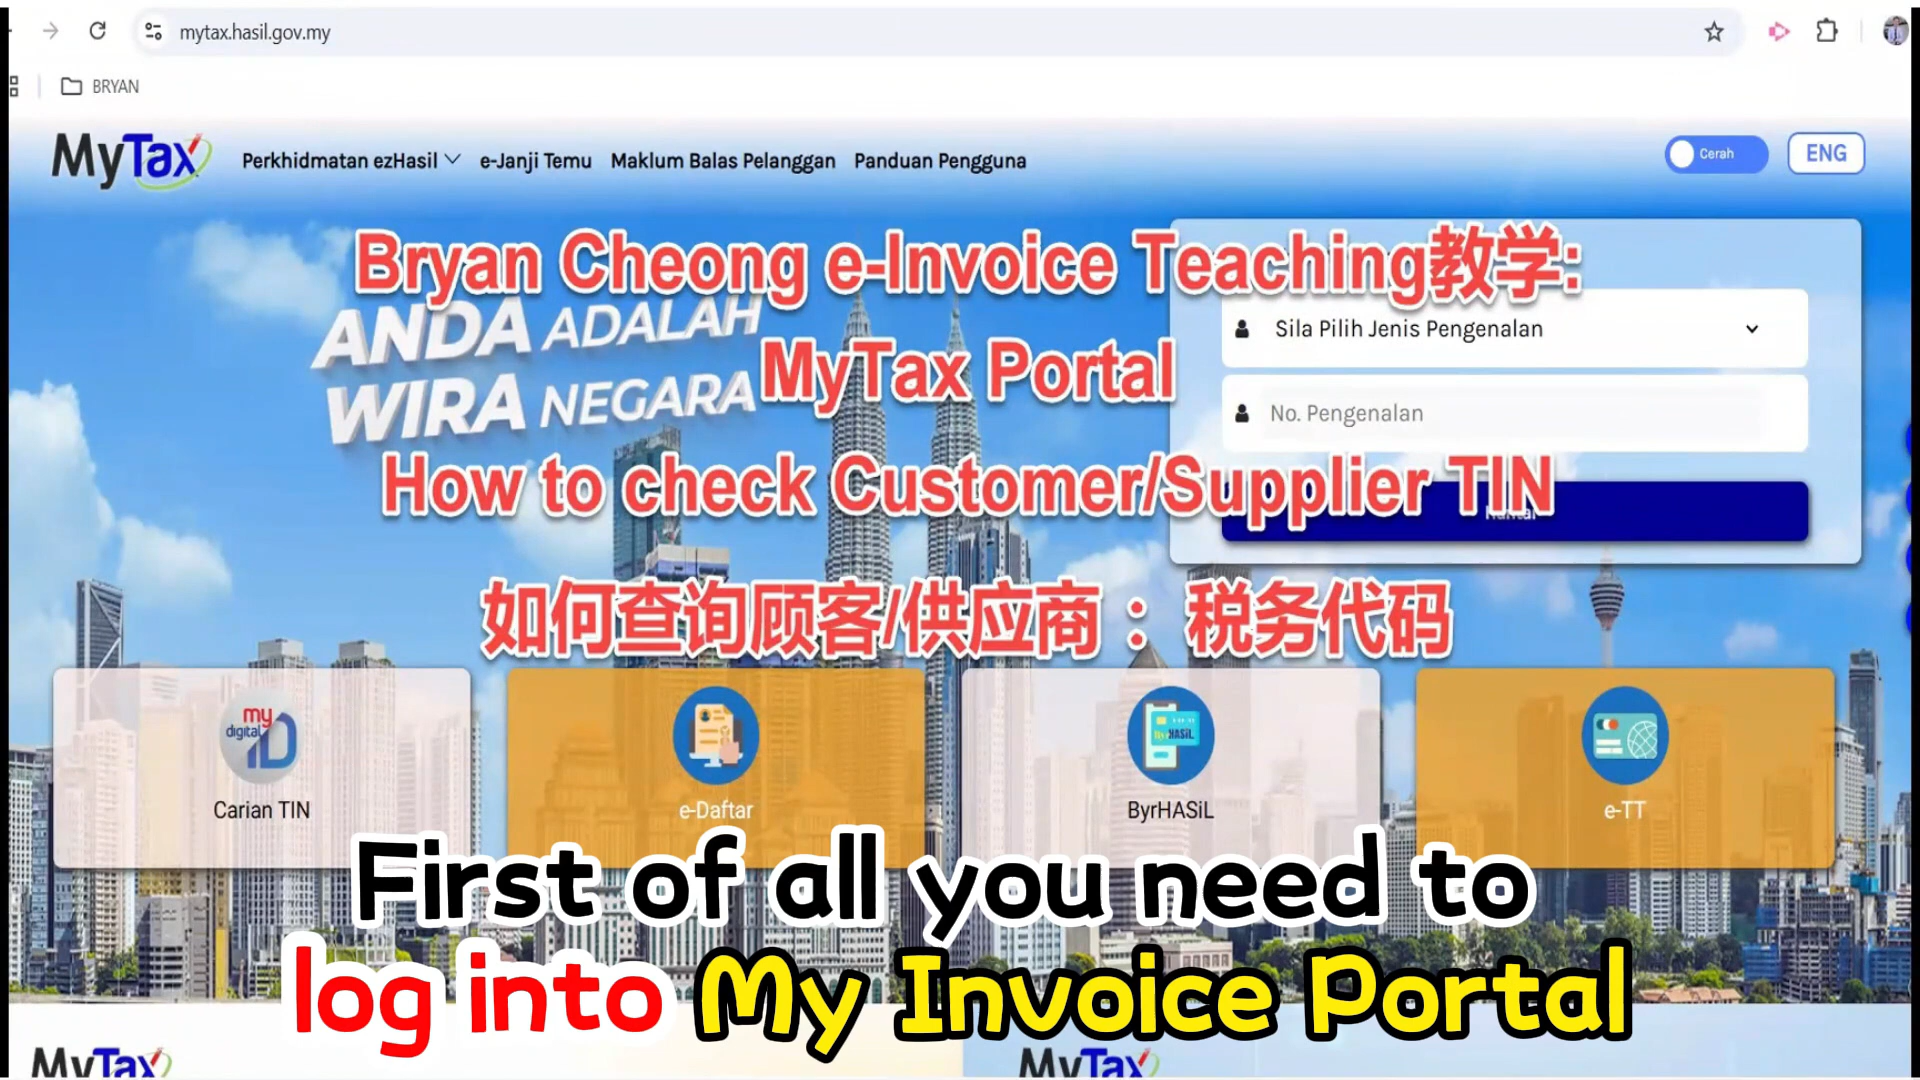 mytax.hasil.gov.my
BRYAN
MyTax
Perkhidmatan ezHasil
e-Janji Temu
Maklum Balas Pelanggan
Panduan Pengguna
Cerah
ENG
Bryan Cheong e-Invoice Teaching教学:
ANDA ADALAH
WIRA NEGARA
Sila Pilih Jenis Pengenalan
MyTax Portal
No. Pengenalan
How to check Customer/Supplier TIN
如何查询顾客/供应商 ：税务代码
my
digital ID
Carian TIN
e-Daftar
ByrHASiL
ByrHASiL
e-TT
First of all you need to
log into My Invoice Portal
MyTax
MyTax